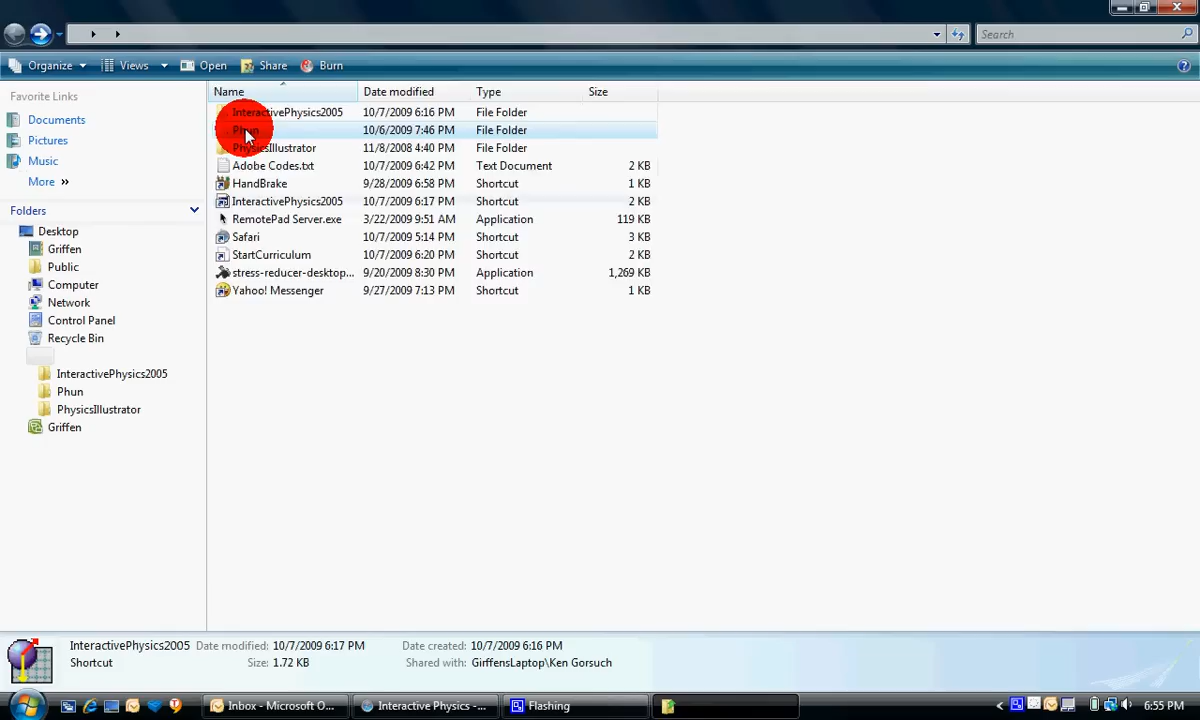 Search
Organize Views Open Share Burn
Favorite Links
Documents
Pictures
Music
More »
Folders
Desktop
Griffen
Public
Computer
Network
Control Panel
Recycle Bin
InteractivePhysics2005
Phun
PhysicsIllustrator
Griffen
Name Date modified Type Size
InteractivePhysics2005 10/7/2009 6:16 PM File Folder
Phun 10/6/2009 7:46 PM File Folder
PhysicsIllustrator 11/8/2008 4:40 PM File Folder
Adobe Codes.txt 10/7/2009 6:42 PM Text Document 2 KB
HandBrake 9/28/2009 6:58 PM Shortcut 1 KB
InteractivePhysics2005 10/7/2009 6:17 PM Shortcut 2 KB
RemotePad Server.exe 3/22/2009 9:51 AM Application 119 KB
Safari 10/7/2009 5:14 PM Shortcut 3 KB
StartCurriculum 10/7/2009 6:20 PM Shortcut 2 KB
stress-reducer-desktop... 9/20/2009 8:30 PM Application 1,269 KB
Yahoo! Messenger 9/27/2009 7:13 PM Shortcut 1 KB
InteractivePhysics2005 Date modified: 10/7/2009 6:17 PM Date created: 10/7/2009 6:16 PM
Shortcut Size: 1.72 KB Shared with: GirffensLaptop\Ken Gorsuch
Inbox - Microsoft O... Interactive Physics -... Flashing 6:55 PM